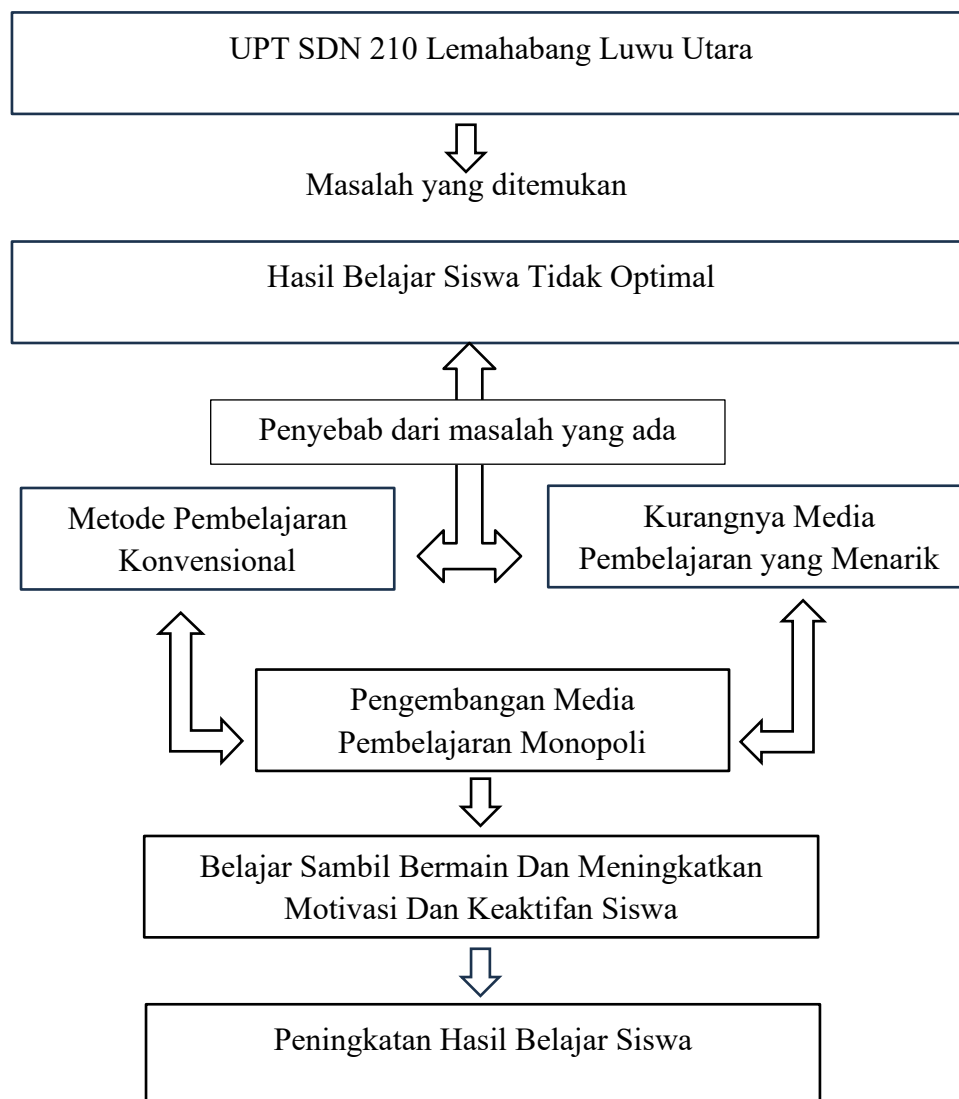 UPT SDN 210 Lemahabang Luwu Utara
Masalah yang ditemukan
Hasil Belajar Siswa Tidak Optimal
Penyebab dari masalah yang ada
Metode Pembelajaran
Konvensional
Kurangnya Media
Pembelajaran yang Menarik
Pengembangan Media
Pembelajaran Monopoli
Belajar Sambil Bermain Dan Meningkatkan
Motivasi Dan Keaktifan Siswa
Peningkatan Hasil Belajar Siswa